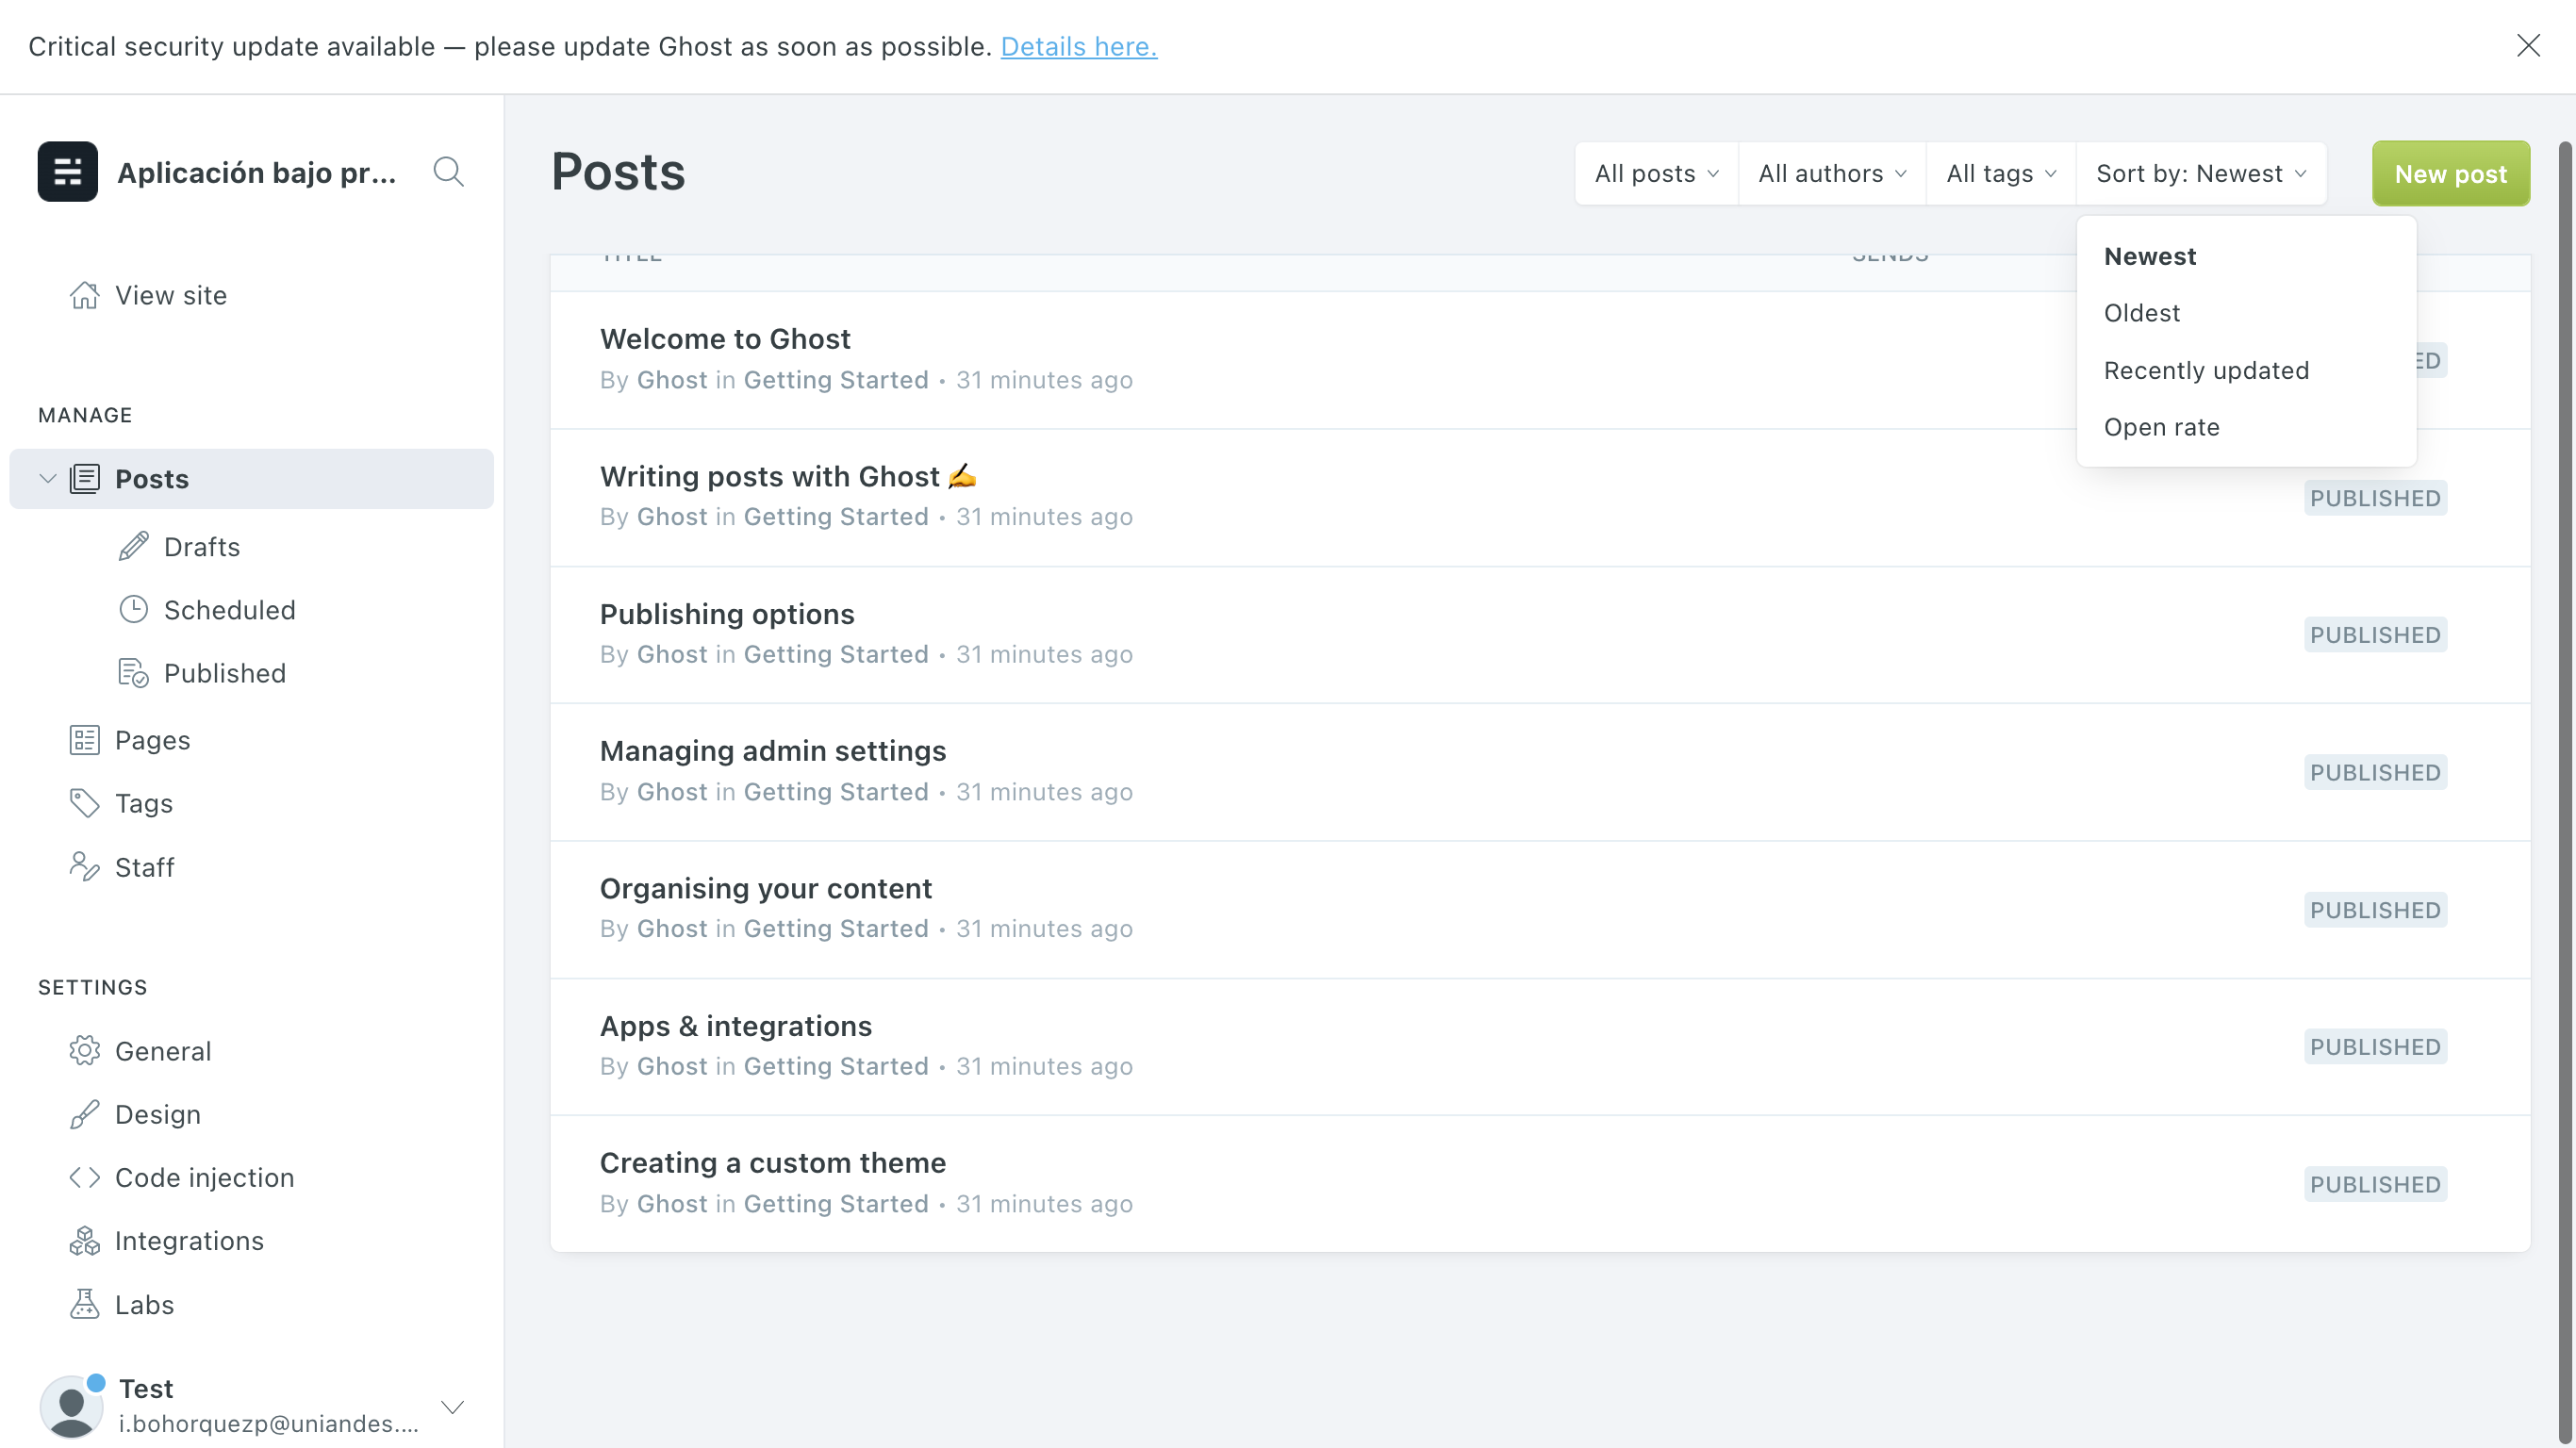 Critical security update available — please update Ghost as soon as possible. Details here.
Aplicación bajo pr...
View site
MANAGE
Posts
Drafts
Scheduled
Published
Pages
Tags
Staff
SETTINGS
General
Design
Code injection
Integrations
Labs
Test
i.bohorquezp@uniandes....
Posts
All posts
All authors
All tags
Sort by: Newest
New post
Newest
Oldest
Recently updated
Open rate
TITLE
SENDS
Welcome to Ghost
By Ghost in Getting Started • 31 minutes ago
ED
Writing posts with Ghost ✍️
By Ghost in Getting Started • 31 minutes ago
PUBLISHED
Publishing options
By Ghost in Getting Started • 31 minutes ago
PUBLISHED
Managing admin settings
By Ghost in Getting Started • 31 minutes ago
PUBLISHED
Organising your content
By Ghost in Getting Started • 31 minutes ago
PUBLISHED
Apps & integrations
By Ghost in Getting Started • 31 minutes ago
PUBLISHED
Creating a custom theme
By Ghost in Getting Started • 31 minutes ago
PUBLISHED